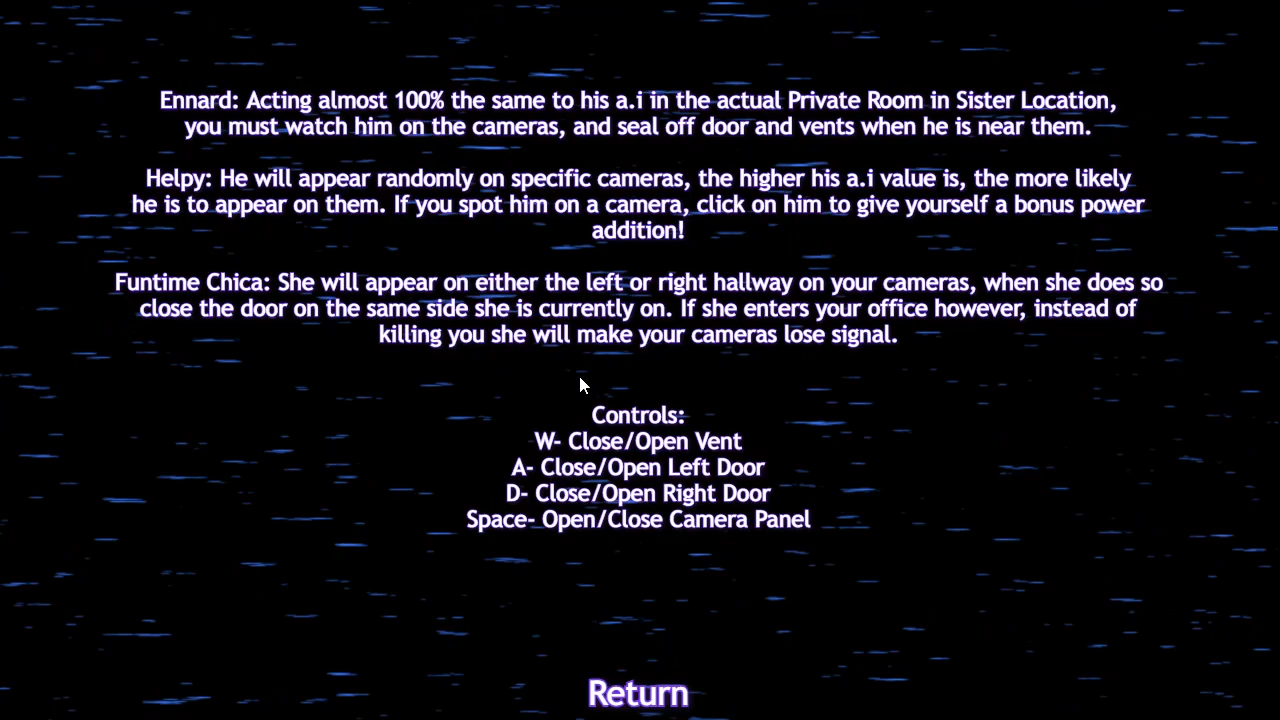 Ennard: Acting almost 100% the same to his a.i in the actual Private Room in Sister Location,
you must watch him on the cameras, and seal off door and vents when he is near them.
Helpy: He will appear randomly on specific cameras, the higher his a.i value is, the more likely
he is to appear on them. If you spot him on a camera, click on him to give yourself a bonus power
addition!
Funtime Chica: She will appear on either the left or right hallway on your cameras, when she does so
close the door on the same side she is currently on. If she enters your office however, instead of
killing you she will make your cameras lose signal.
Controls:
W- Close/Open Vent
A- Close/Open Left Door
D- Close/Open Right Door
Space- Open/Close Camera Panel
Return